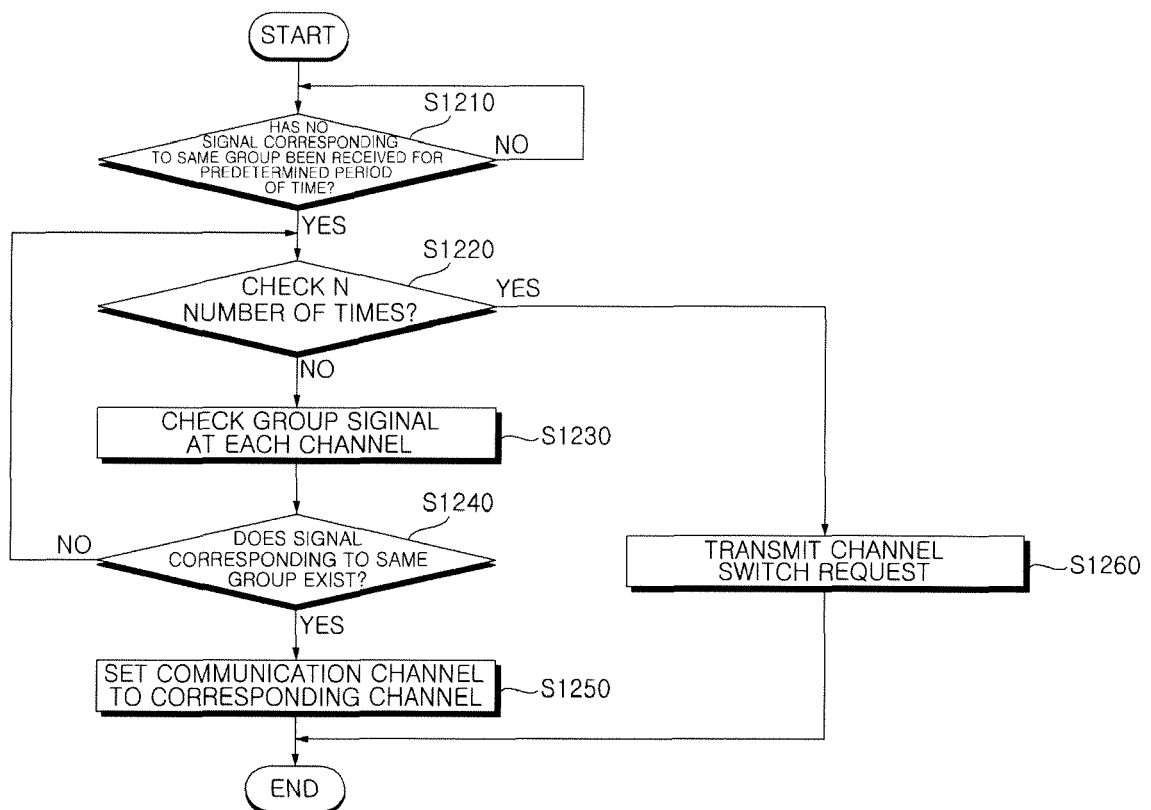 START
S1210
HAS NO
SIGNAL CORRESPONDING
TO SAME GROUP BEEN RECEIVED FOR
PREDETERMINED PERIOD
OF TIME?
NO
YES
S1220
CHECK N
NUMBER OF TIMES?
YES
NO
CHECK GROUP SIGINAL
AT EACH CHANNEL
S1230
S1240
DOES SIGNAL
CORRESPONDING TO SAME
GROUP EXIST?
NO
YES
TRANSMIT CHANNEL
SWITCH REQUEST
S1260
SET COMMUNICATION CHANNEL
TO CORRESPONDING CHANNEL
S1250
END